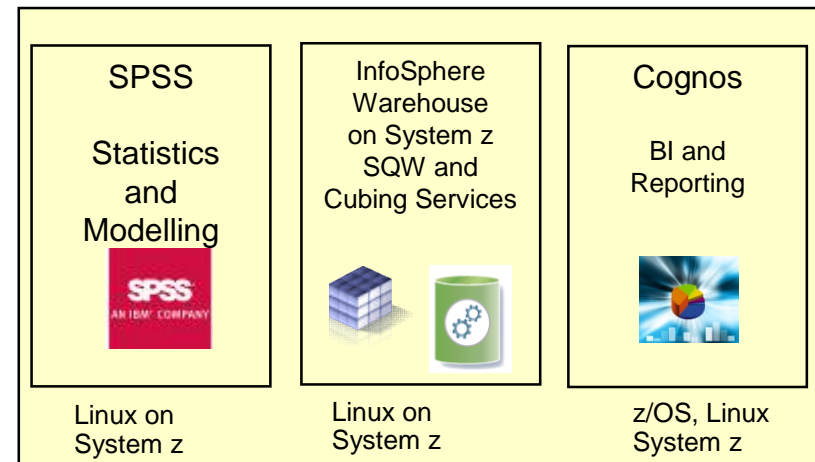 SPSS
Statistics
and
Modelling
SPSS
AN IBM® COMPANY
Linux on
System z
InfoSphere
Warehouse
on System z
SQW and
Cubing Services
Linux on
System z
Cognos
BI and
Reporting
z/OS, Linux
System z